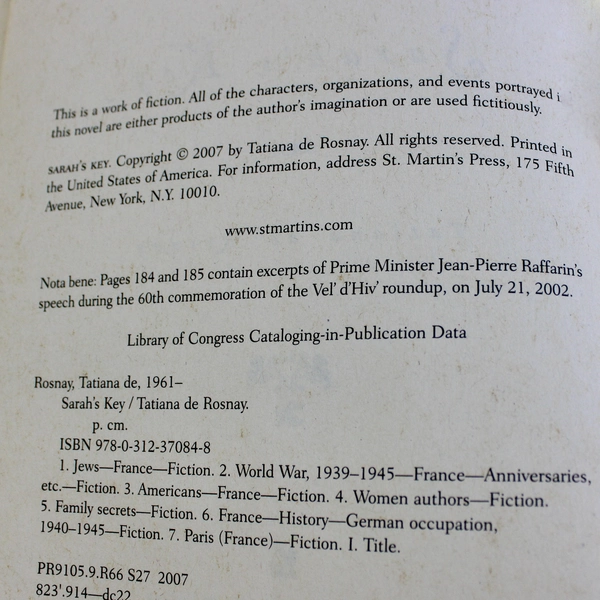 This is a work of fiction. All of the characters, organizations, and events portrayed i
this novel are either products of the author's imagination or are used fictitiously.
SARAH'S KEY. Copyright © 2007 by Tatiana de Rosnay. All rights reserved. Printed in
the United States of America. For information, address St. Martin's Press, 175 Fifth
Avenue, New York, N.Y. 10010.
www.stmartins.com
Nota bene: Pages 184 and 185 contain excerpts of Prime Minister Jean-Pierre Raffarin's
speech during the 60th commemoration of the Vel' d'Hiv' roundup, on July 21, 2002.
Library of Congress Cataloging-in-Publication Data
Rosnay, Tatiana de, 1961–
Sarah's Key / Tatiana de Rosnay.
p. cm.
ISBN 978-0-312-37084-8
1. Jews—France—Fiction. 2. World War, 1939–1945—France—Anniversaries,
etc.—Fiction. 3. Americans—France—Fiction. 4. Women authors—Fiction.
5. Family secrets—Fiction. 6. France—History—German occupation,
1940–1945—Fiction. 7. Paris (France)—Fiction. I. Title.
PR9105.9.R66 S27 2007
823'.914—dc22